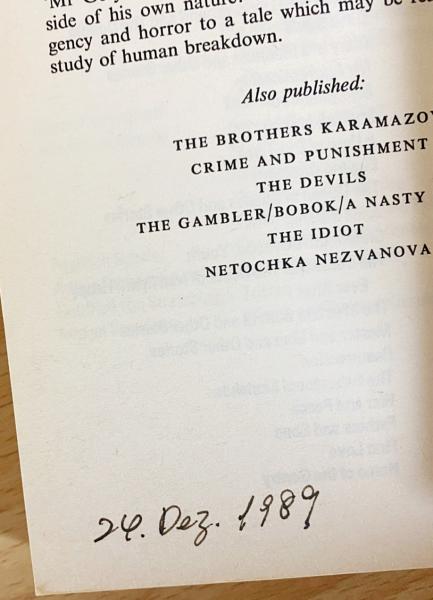 side of his own nature.
gency and horror to a tale which may be
study of human breakdown.
Also published:
THE BROTHERS KARAMAZO
CRIME AND PUNISHMENT
THE DEVILS
THE GAMBLER/BOBOK/A NASTY
THE IDIOT
NETOCHKA NEZVANOVA
24. Dez. 1989